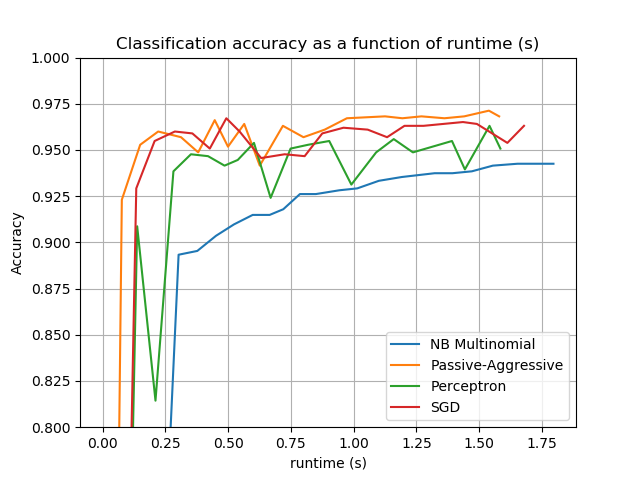 Classification accuracy as a function of runtime (s)
1.000
0.975
0.950
0.925
0.900
0.875
0.850
0.825
0.800
Accuracy
NB Multinomial
Passive-Aggressive
Perceptron
SGD
0.00 0.25 0.50 0.75 1.00 1.25 1.50 1.75
runtime (s)